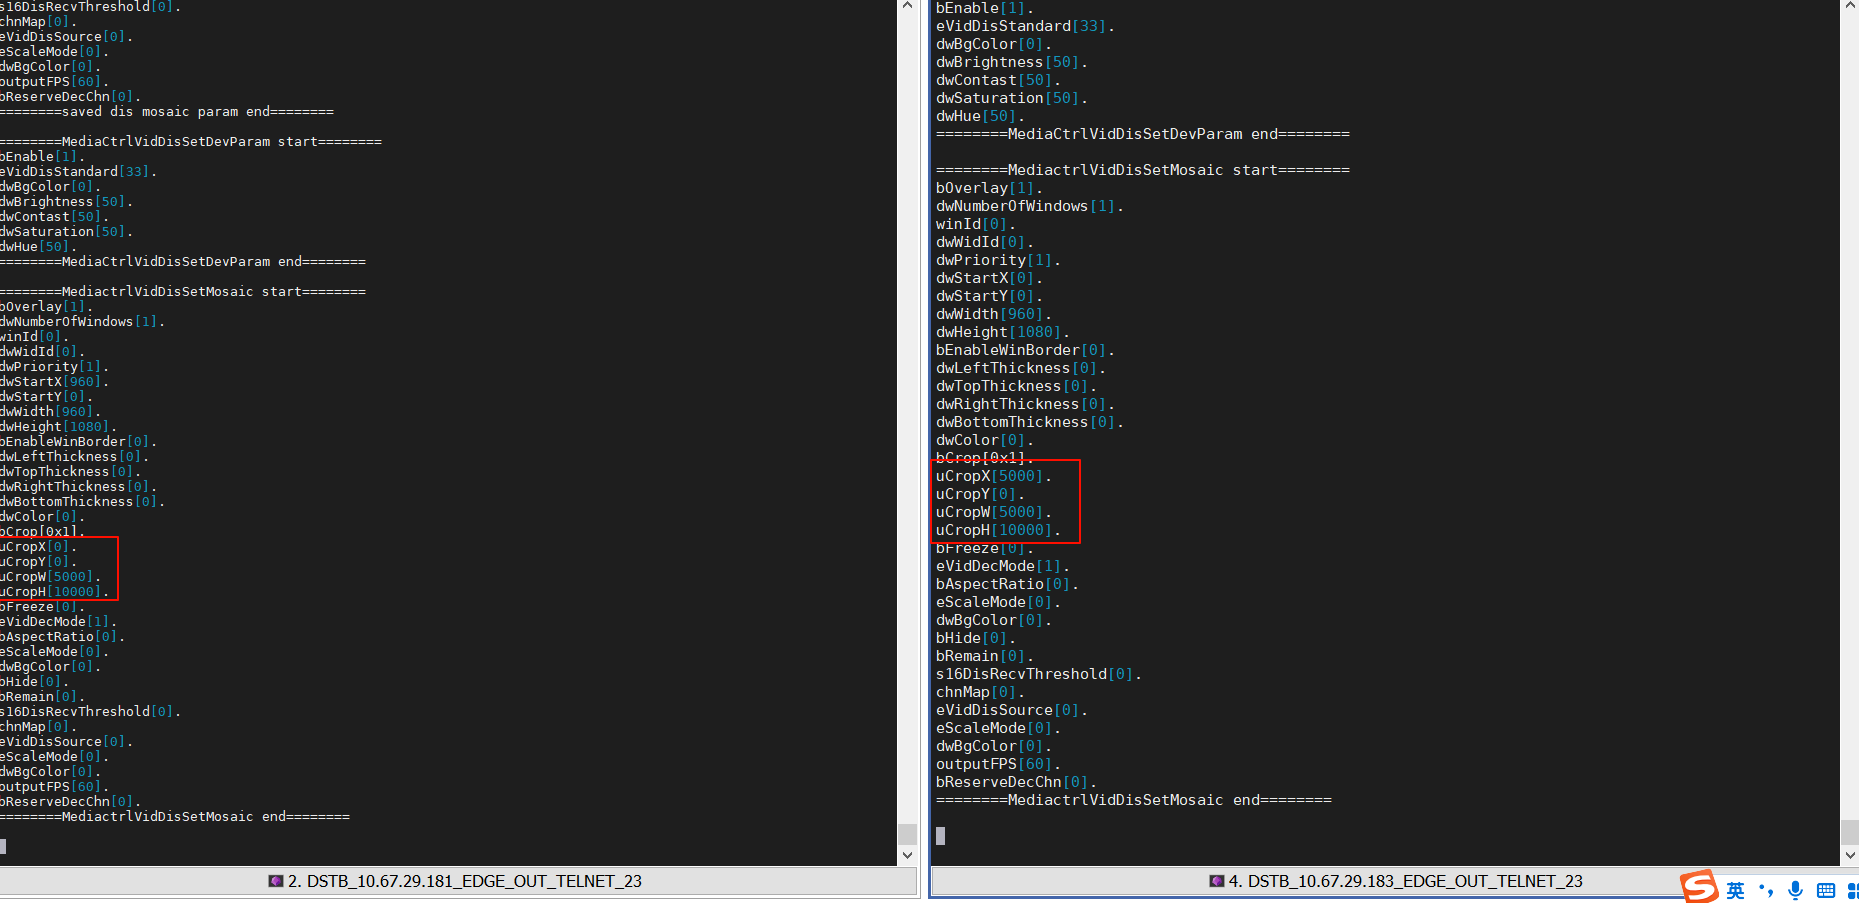 s16DisRecvThreshold[0].
chnMap[0].
eVidDisSource[0].
eScaleMode[0].
dwBgColor[0].
outputFPS[60].
bReserveDecChn[0].
========saved dis mosaic param end========
========MediaCtrlVidDisSetDevParam start========
bEnable[1].
eVidDisStandard[33].
dwBgColor[0].
dwBrightness[50].
dwContast[50].
dwSaturation[50].
dwHue[50].
========MediaCtrlVidDisSetDevParam end========
========MediactrlVidDisSetMosaic start========
bOverlay[1].
dwNumberOfWindows[1].
winId[0].
dwWidId[0].
dwPriority[1].
dwStartX[960].
dwStartY[0].
dwWidth[960].
dwHeight[1080].
bEnableWinBorder[0].
dwLeftThickness[0].
dwTopThickness[0].
dwRightThickness[0].
dwBottomThickness[0].
dwColor[0].
bCrop[0x1].
uCropX[0].
uCropY[0].
uCropW[5000].
uCropH[10000].
bFreeze[0].
eVidDecMode[1].
bAspectRatio[0].
eScaleMode[0].
dwBgColor[0].
bHide[0].
bRemain[0].
s16DisRecvThreshold[0].
chnMap[0].
eVidDisSource[0].
eScaleMode[0].
dwBgColor[0].
outputFPS[60].
bReserveDecChn[0].
========MediactrlVidDisSetMosaic end========
2. DSTB_10.67.29.181_EDGE_OUT_TELNET_23
bEnable[1].
eVidDisStandard[33].
dwBgColor[0].
dwBrightness[50].
dwContast[50].
dwSaturation[50].
dwHue[50].
========MediaCtrlVidDisSetDevParam end========
========MediactrlVidDisSetMosaic start========
bOverlay[1].
dwNumberOfWindows[1].
winId[0].
dwWidId[0].
dwPriority[1].
dwStartX[0].
dwStartY[0].
dwWidth[960].
dwHeight[1080].
bEnableWinBorder[0].
dwLeftThickness[0].
dwTopThickness[0].
dwRightThickness[0].
dwBottomThickness[0].
dwColor[0].
bCrop[0x1].
uCropX[5000].
uCropY[0].
uCropW[5000].
uCropH[10000].
bFreeze[0].
eVidDecMode[1].
bAspectRatio[0].
eScaleMode[0].
dwBgColor[0].
bHide[0].
bRemain[0].
s16DisRecvThreshold[0].
chnMap[0].
eVidDisSource[0].
eScaleMode[0].
dwBgColor[0].
outputFPS[60].
bReserveDecChn[0].
========MediactrlVidDisSetMosaic end========
4. DSTB_10.67.29.183_EDGE_OUT_TELNET_23
英